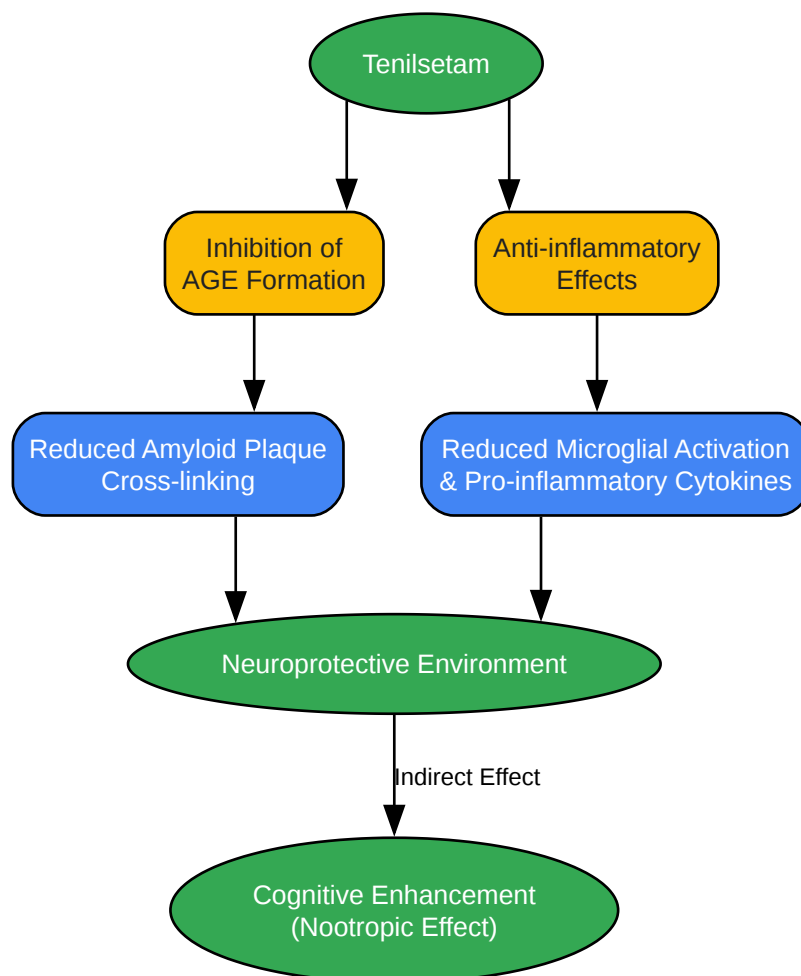 Tenilsetam
Inhibition of
AGE Formation
Anti-inflammatory
Effects
Reduced Amyloid Plaque
Cross-linking
Reduced Microglial Activation
& Pro-inflammatory Cytokines
Neuroprotective Environment
Indirect Effect
Cognitive Enhancement
(Nootropic Effect)